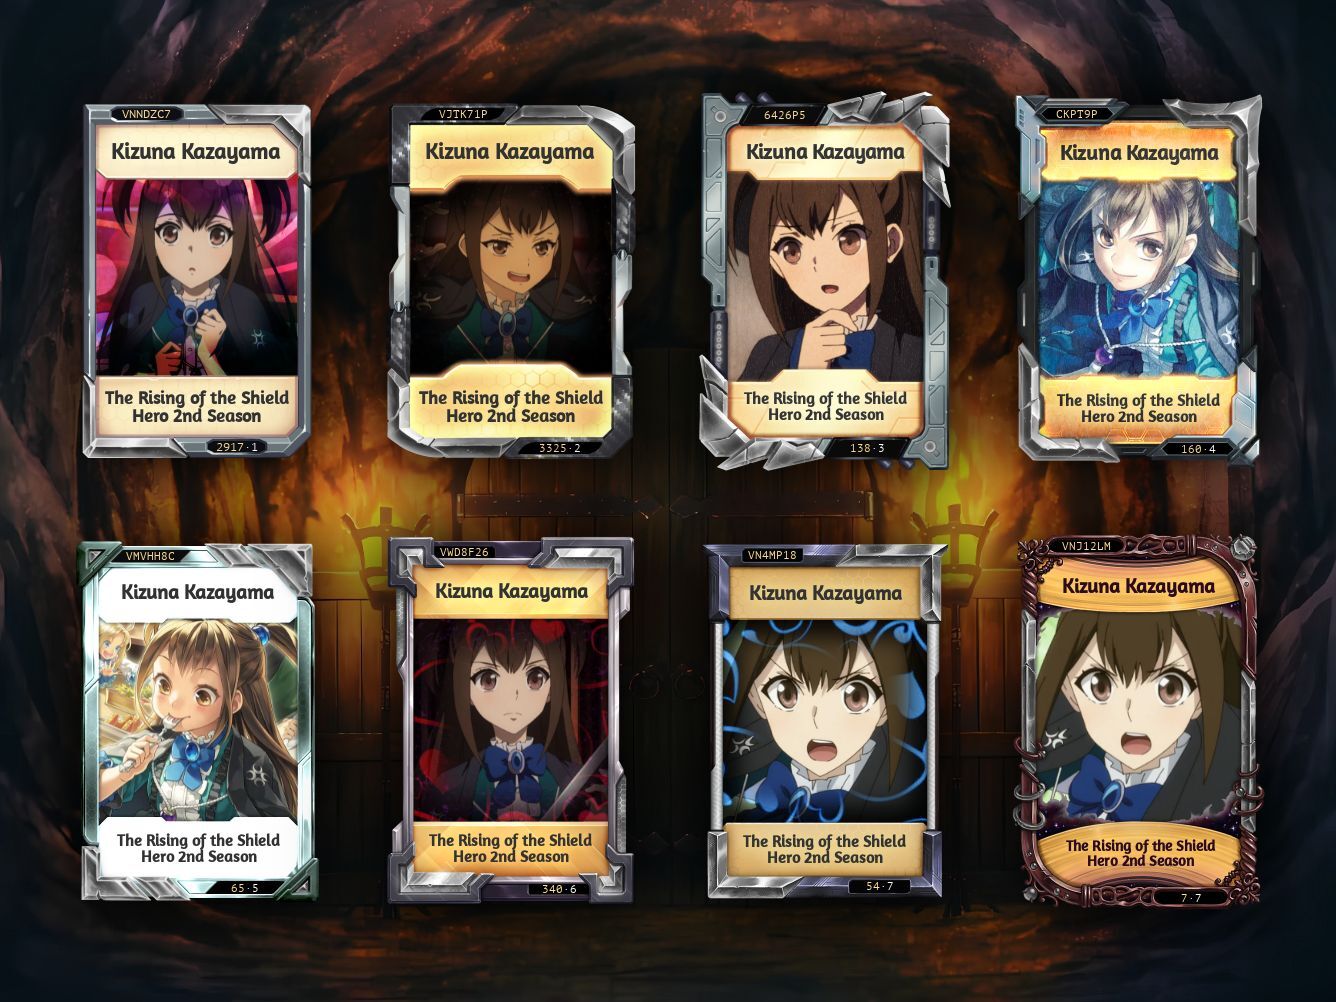 VNNDZC7
Kizuna Kazayama
The Rising of the Shield
Hero 2nd Season
2917·1
VJTK71P
Kizuna Kazayama
The Rising of the Shield
Hero 2nd Season
3325·2
6426P5
Kizuna Kazayama
The Rising of the Shield
Hero 2nd Season
138·3
CKPT9P
Kizuna Kazayama
The Rising of the Shield
Hero 2nd Season
160·4
VMVHH8C
Kizuna Kazayama
The Rising of the Shield
Hero 2nd Season
65·5
VWD8F26
Kizuna Kazayama
The Rising of the Shield
Hero 2nd Season
340·6
VN4MP18
Kizuna Kazayama
The Rising of the Shield
Hero 2nd Season
54·7
VNJ12LM
Kizuna Kazayama
The Rising of the Shield
Hero 2nd Season
7·7